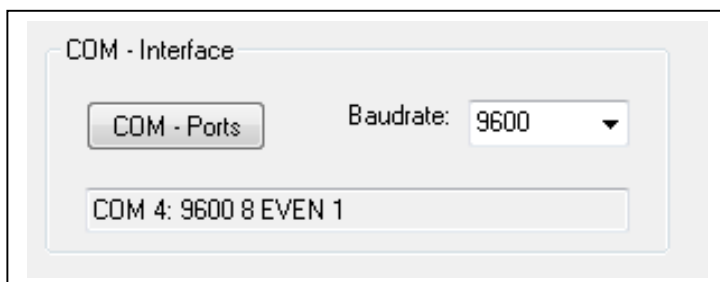 COM - Interface
COM - Ports Baudrate: 9600
COM 4: 9600 8 EVEN 1